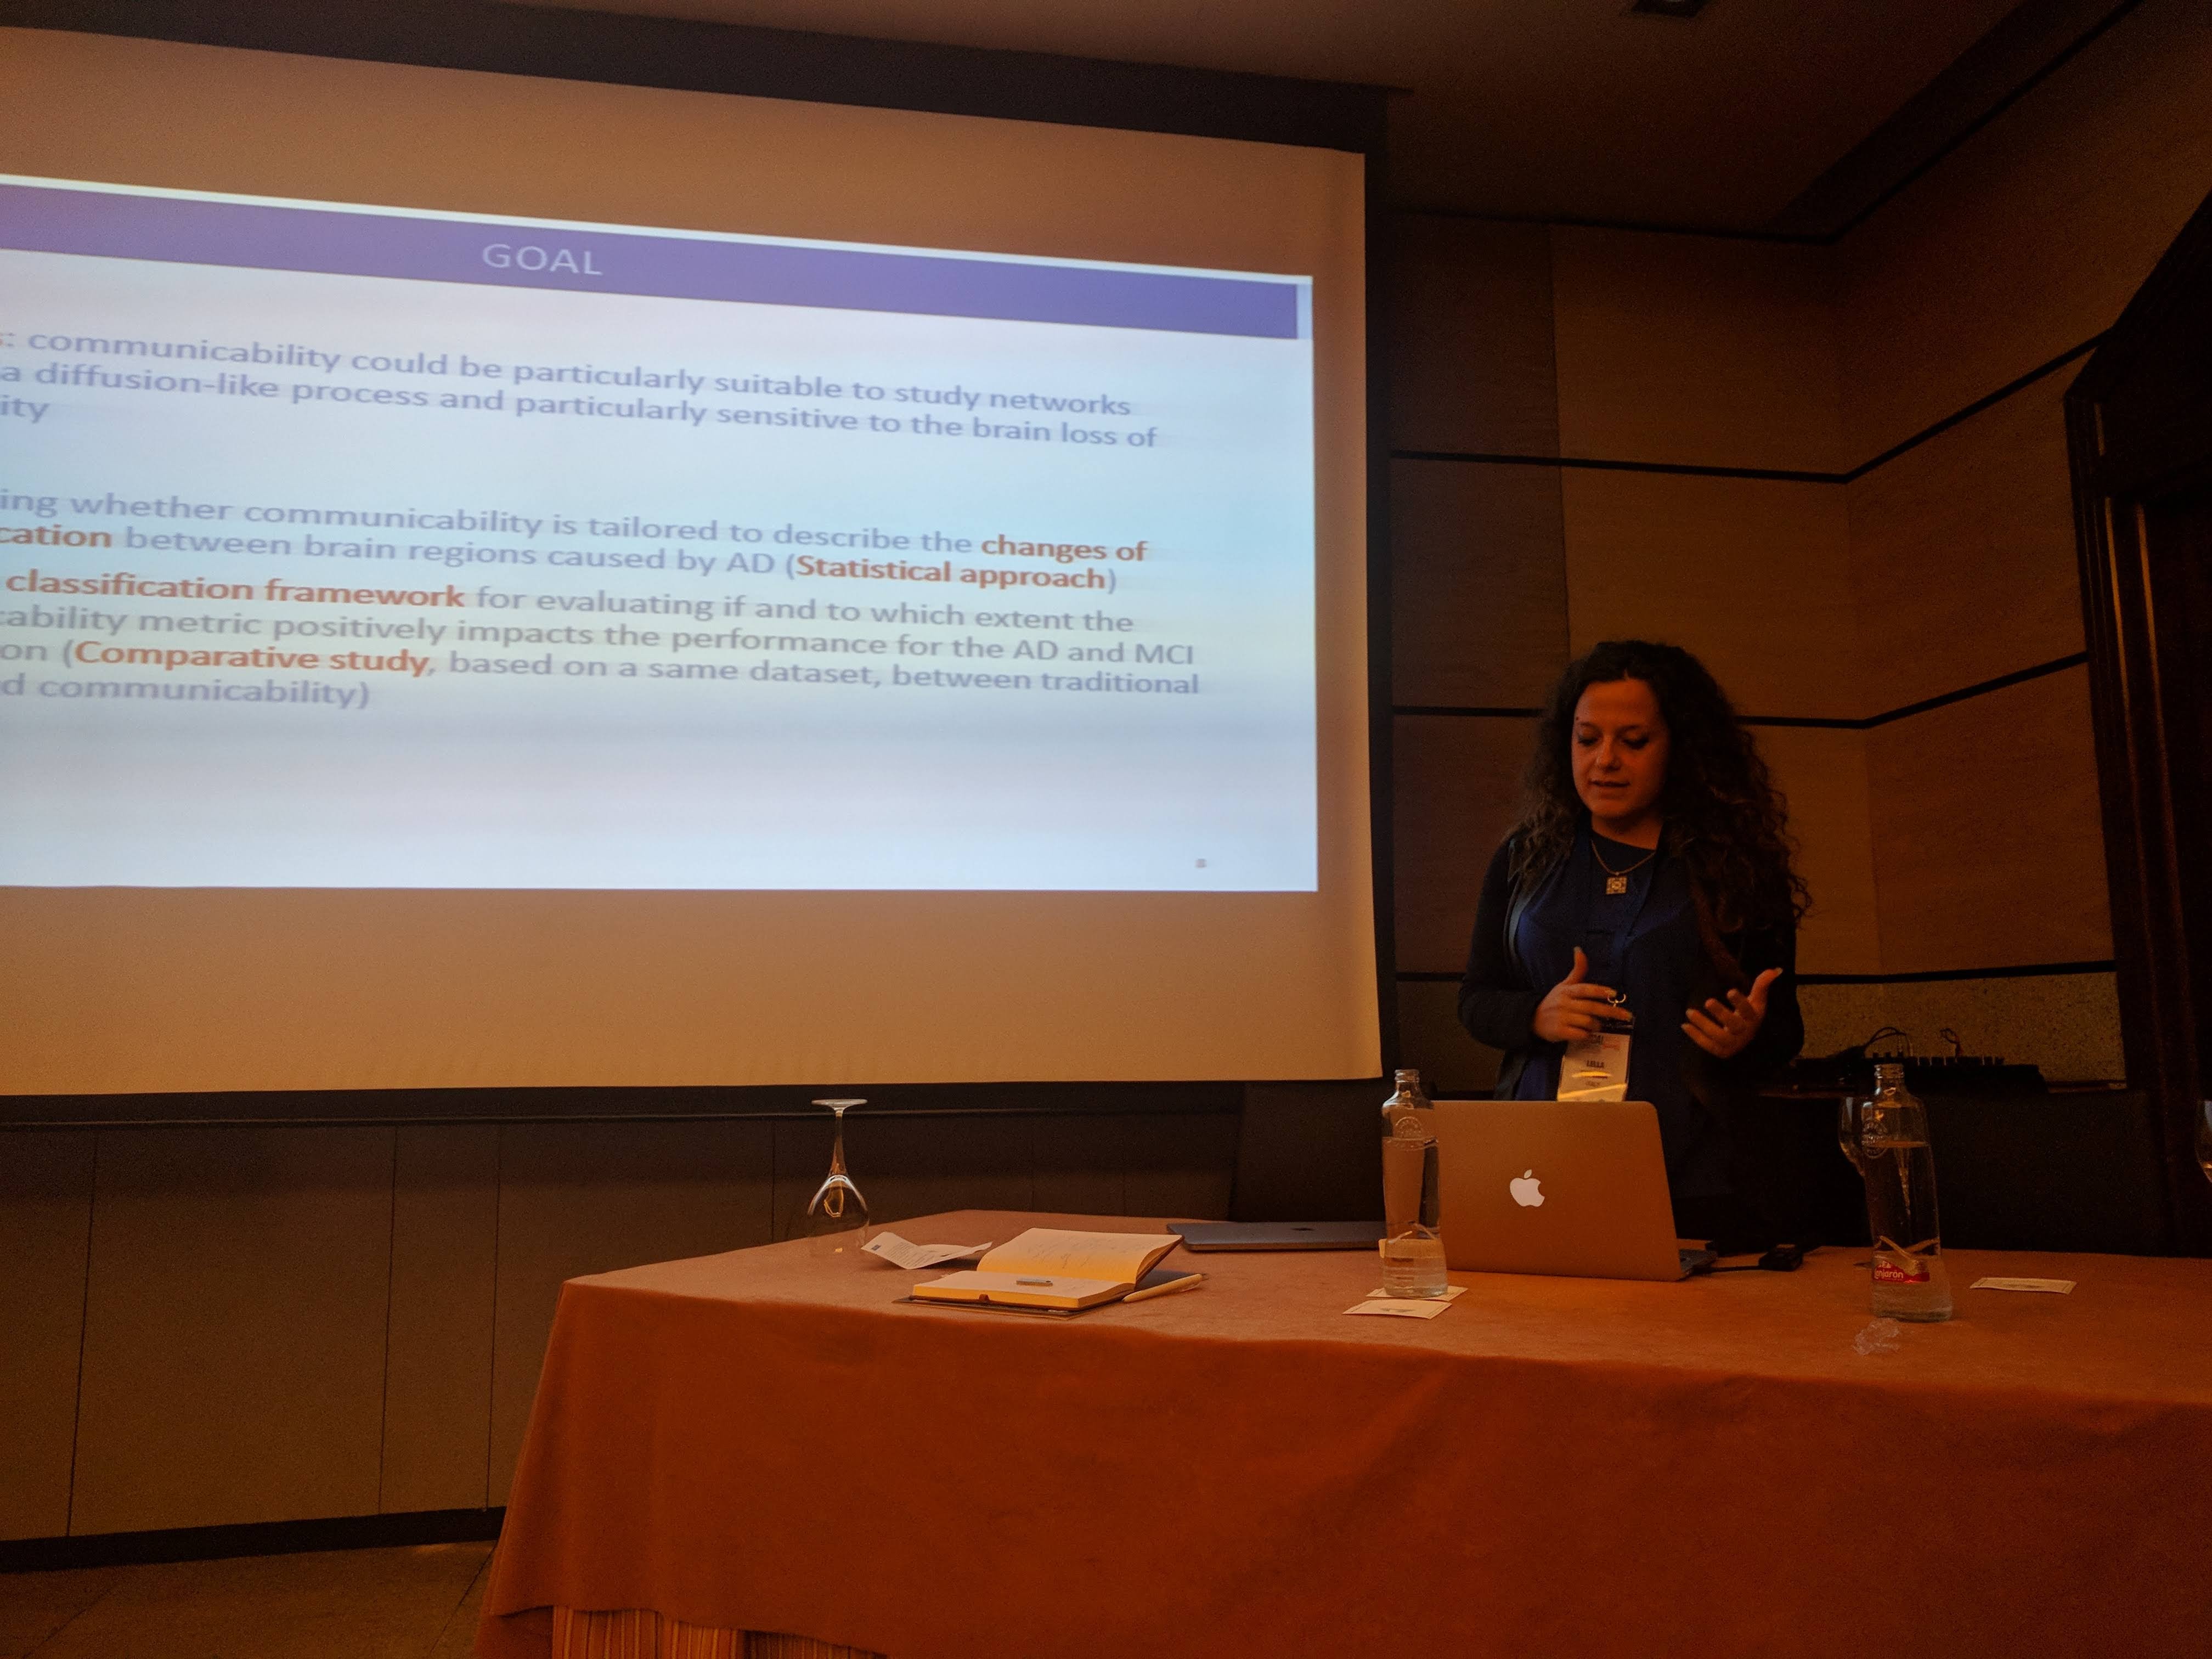 GOAL
s: communicability could be particularly suitable to study networks
a diffusion-like process and particularly sensitive to the brain loss of
ity
ing whether communicability is tailored to describe the changes of
cation between brain regions caused by AD (Statistical approach)
classification framework for evaluating if and to which extent the
cability metric positively impacts the performance for the AD and MCI
on (Comparative study, based on a same dataset, between traditional
d communicability)
8